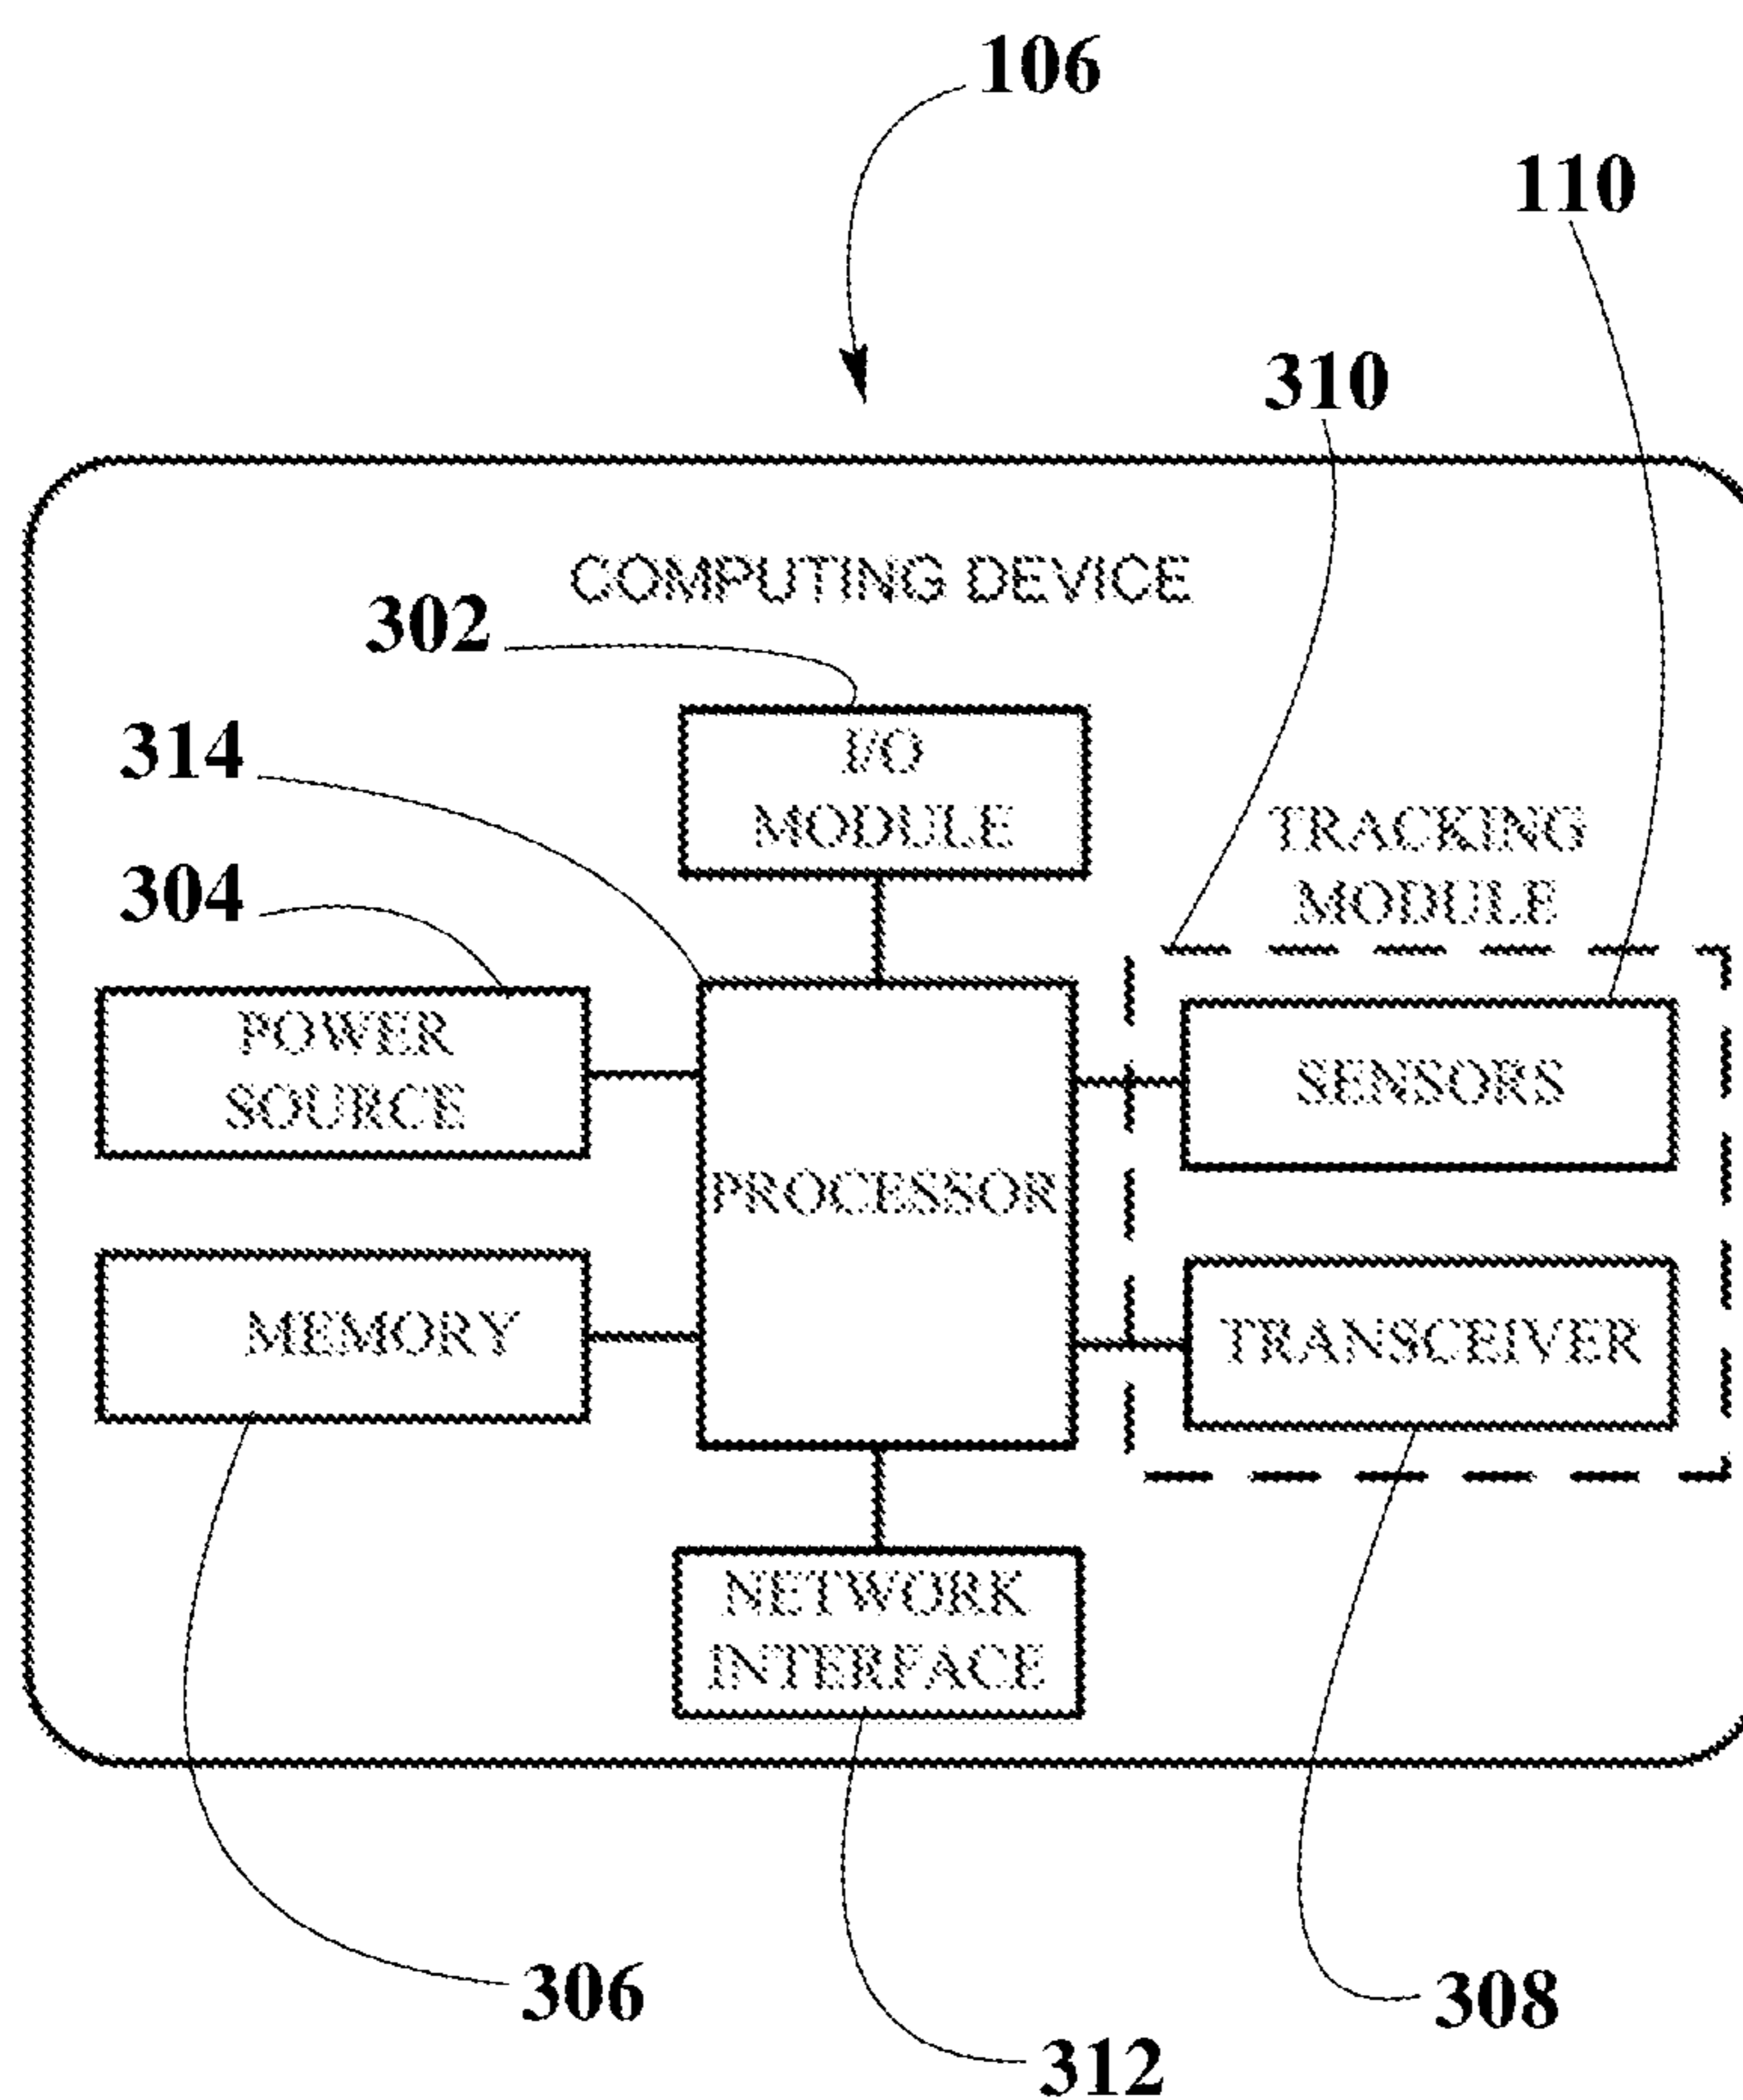 106
110
310
COMPUTING DEVICE
302
314
I/O
MODULE
TRACKING
MODULE
304
POWER
SOURCE
SENSORS
PROCESSOR
MEMORY
TRANSCEIVER
NETWORK
INTERFACE
306
308
312